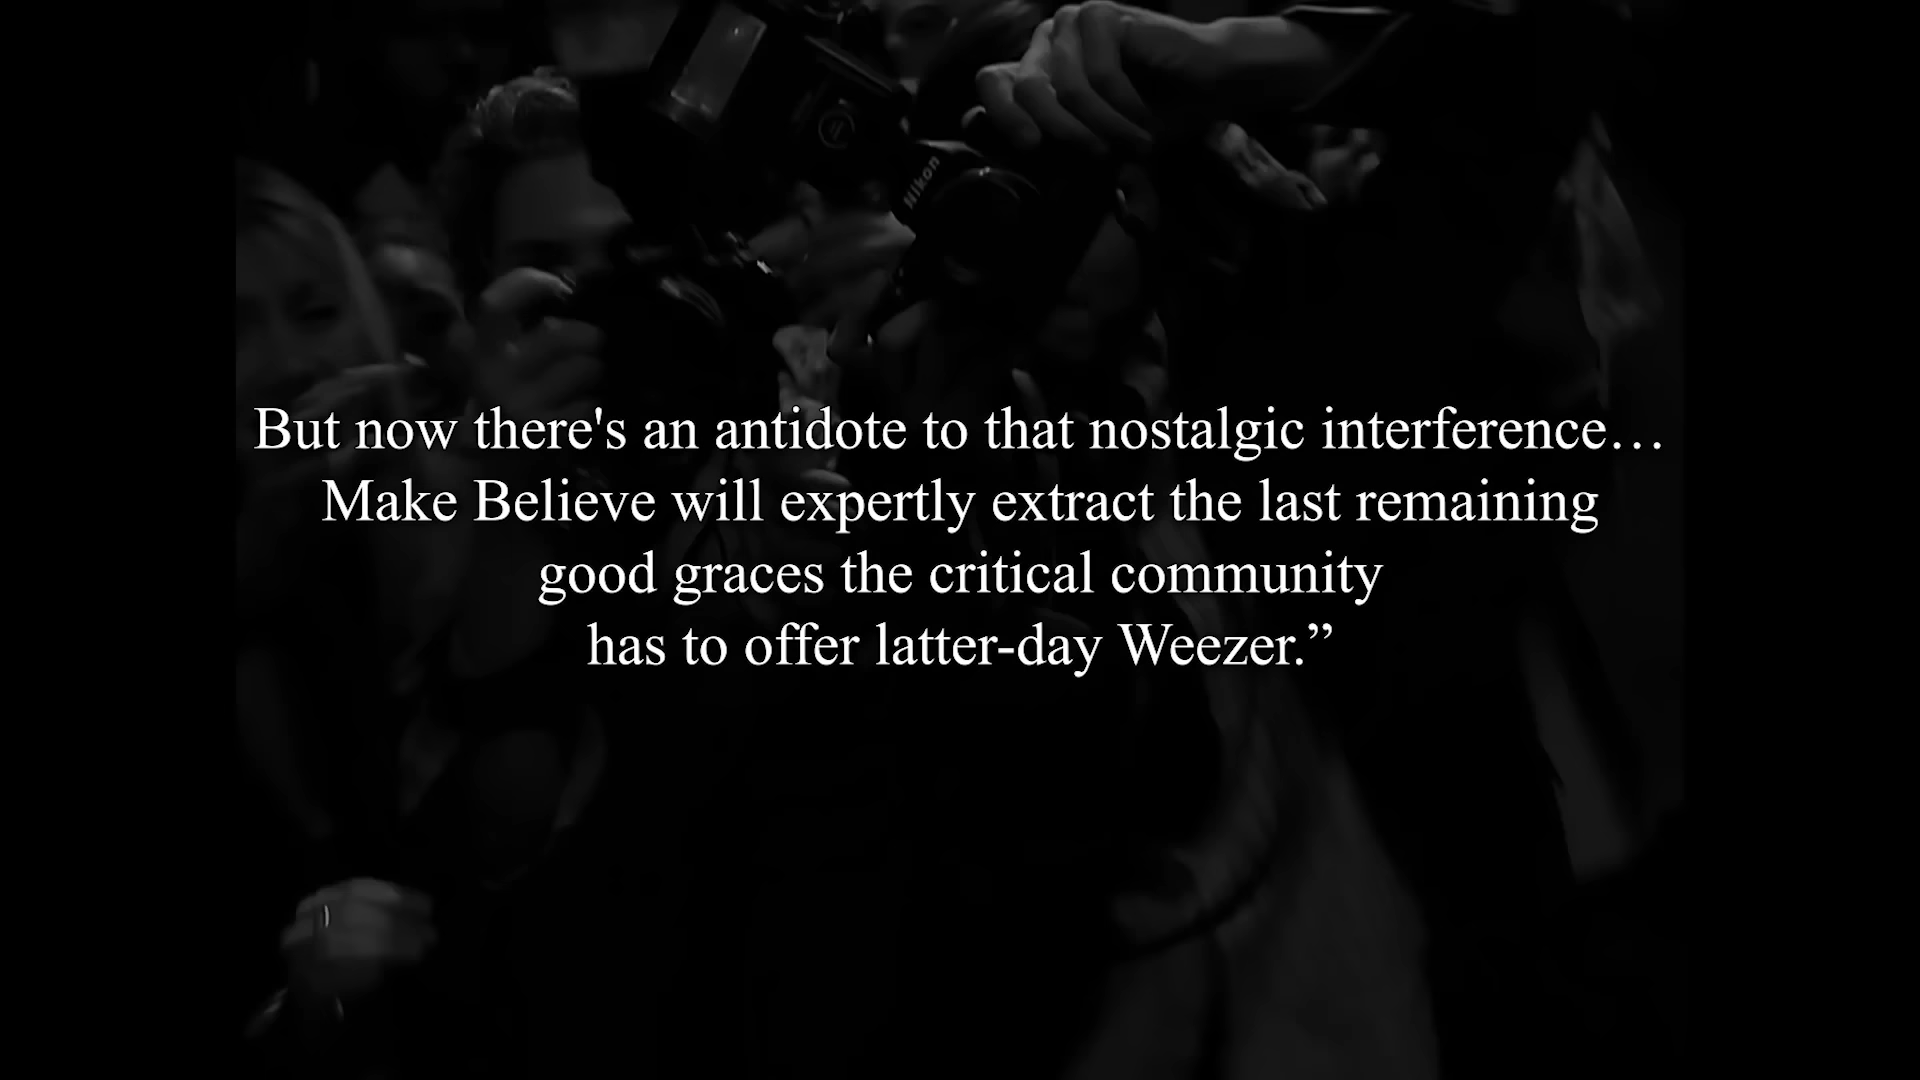 Nikon
But now there's an antidote to that nostalgic interference…
Make Believe will expertly extract the last remaining
good graces the critical community
has to offer latter-day Weezer.”